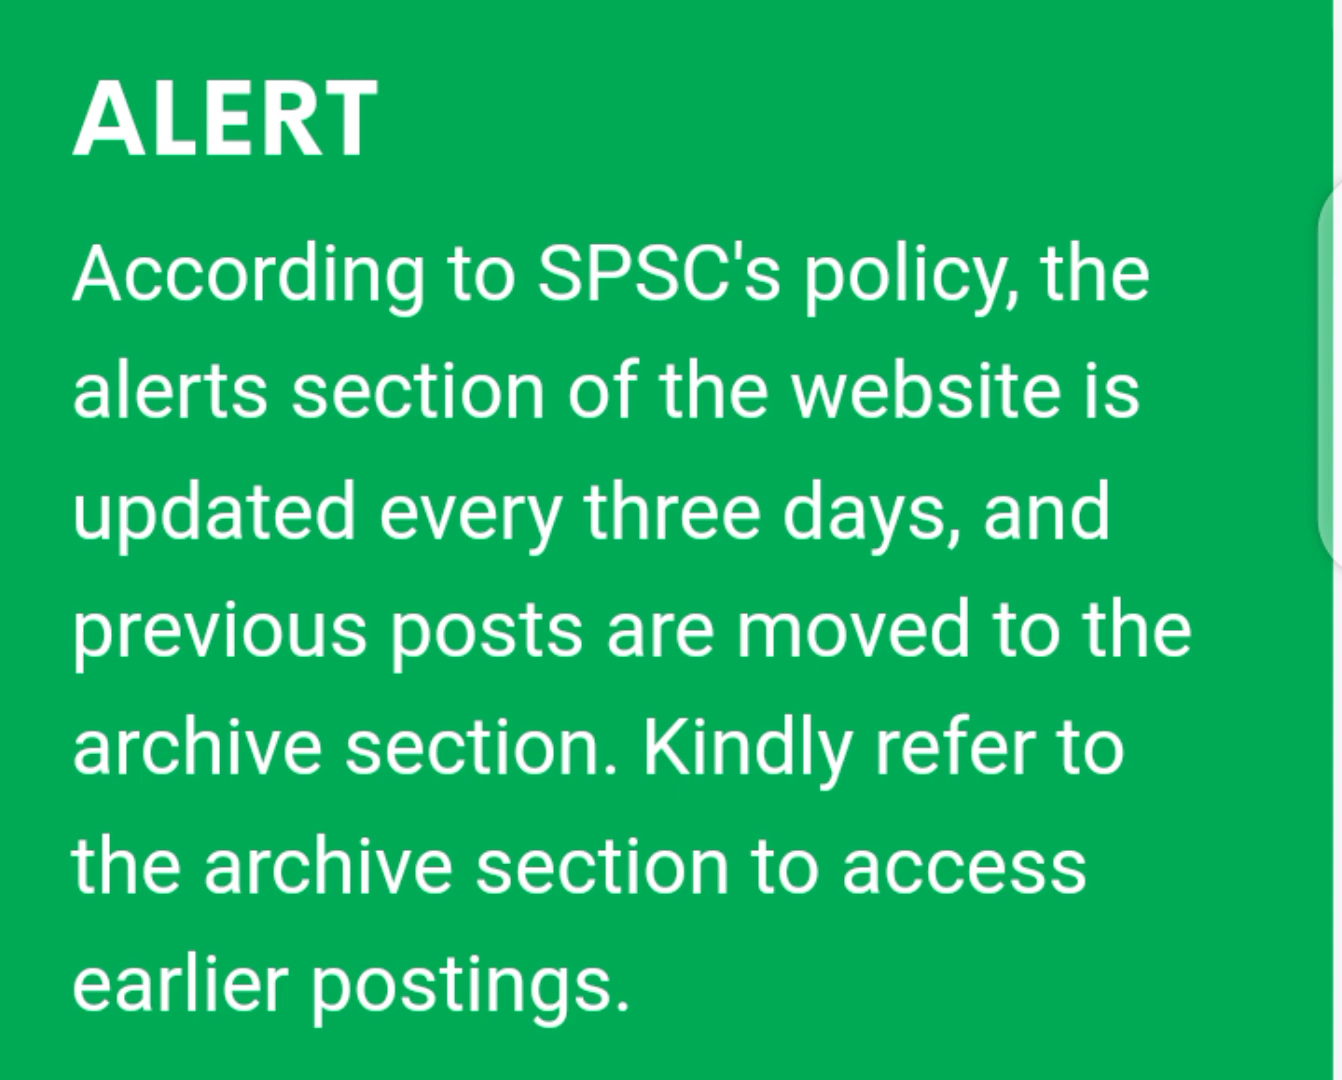 ALERT
According to SPSC's policy, the
alerts section of the website is
updated every three days, and
previous posts are moved to the
archive section. Kindly refer to
the archive section to access
earlier postings.